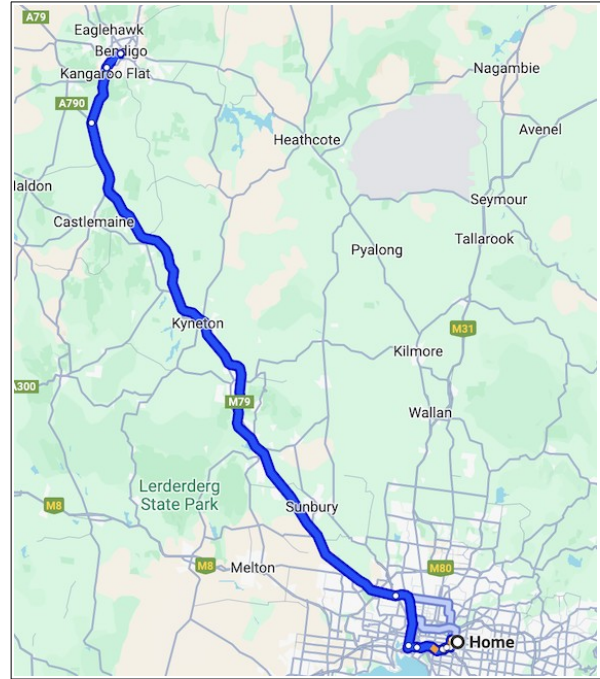 A79
Eaglehawk
Bendigo
Kangaroo Flat
Nagambie
A790
Avenel
Heathcote
Maldon
Seymour
Castlemaine
Tallarook
Pyalong
Kyneton
M31
Kilmore
A300
M79
Wallan
Lerderderg
State Park
Sunbury
M8
M8
Melton
M80
Home